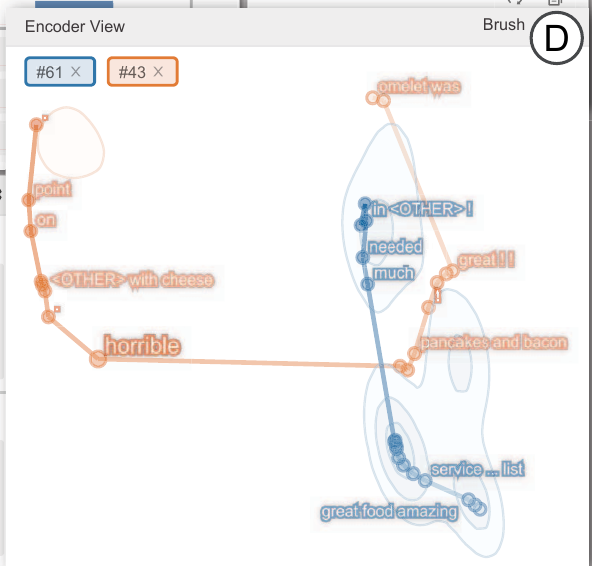 Encoder View
Brush
D
#61 ×
#43 ×
omelet was
point
on
in <OTHER> !
needed
great ! !
much
<OTHER> with cheese
!
horrible
pancakes and bacon
service ... list
great food amazing